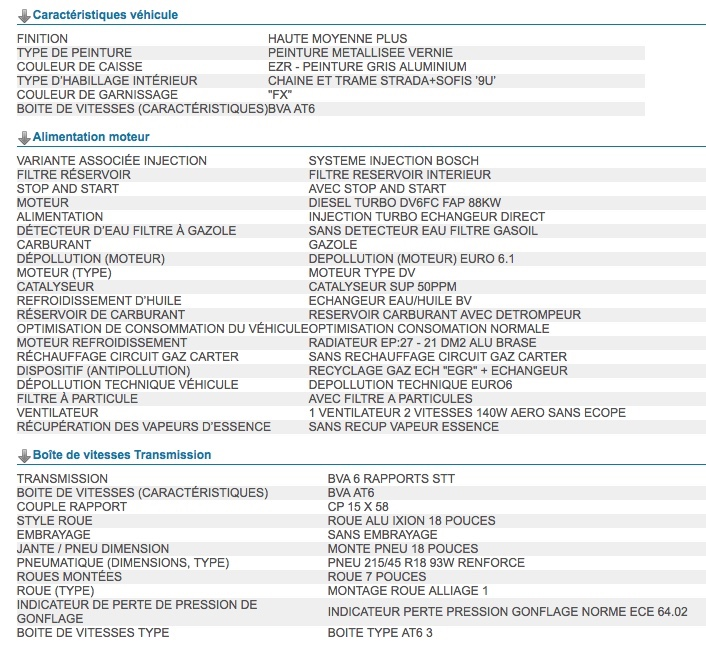 Caractéristiques véhicule
FINITION HAUTE MOYENNE PLUS
TYPE DE PEINTURE PEINTURE METALLISEE VERNIE
COULEUR DE CAISSE EZR - PEINTURE GRIS ALUMINIUM
TYPE D'HABILLAGE INTÉRIEUR CHAINE ET TRAME STRADA+SOFIS '9U'
COULEUR DE GARNISSAGE "FX"
BOITE DE VITESSES (CARACTÉRISTIQUES)BVA AT6
Alimentation moteur
VARIANTE ASSOCIÉE INJECTION SYSTEME INJECTION BOSCH
FILTRE RÉSERVOIR FILTRE RESERVOIR INTERIEUR
STOP AND START AVEC STOP AND START
MOTEUR DIESEL TURBO DV6FC FAP 88KW
ALIMENTATION INJECTION TURBO ECHANGEUR DIRECT
DÉTECTEUR D'EAU FILTRE À GAZOLE SANS DETECTEUR EAU FILTRE GASOIL
CARBURANT GAZOLE
DÉPOLLUTION (MOTEUR) DEPOLLUTION (MOTEUR) EURO 6.1
MOTEUR (TYPE) MOTEUR TYPE DV
CATALYSEUR CATALYSEUR SUP 50PPM
REFROIDISSEMENT D'HUILE ECHANGEUR EAU/HUILE BV
RÉSERVOIR DE CARBURANT RESERVOIR CARBURANT AVEC DETROMPEUR
OPTIMISATION DE CONSOMMATION DU VÉHICULEOPTIMISATION CONSOMATION NORMALE
MOTEUR REFROIDISSEMENT RADIATEUR EP:27 - 21 DM2 ALU BRASE
RÉCHAUFFAGE CIRCUIT GAZ CARTER SANS RECHAUFFAGE CIRCUIT GAZ CARTER
DISPOSITIF (ANTIPOLLUTION) RECYCLAGE GAZ ECH "EGR" + ECHANGEUR
DÉPOLLUTION TECHNIQUE VÉHICULE DEPOLLUTION TECHNIQUE EURO6
FILTRE À PARTICULE AVEC FILTRE A PARTICULES
VENTILATEUR 1 VENTILATEUR 2 VITESSES 140W AERO SANS ECOPE
RÉCUPÉRATION DES VAPEURS D'ESSENCE SANS RECUP VAPEUR ESSENCE
Boîte de vitesses Transmission
TRANSMISSION BVA 6 RAPPORTS STT
BOITE DE VITESSES (CARACTÉRISTIQUES) BVA AT6
COUPLE RAPPORT CP 15 X 58
STYLE ROUE ROUE ALU IXION 18 POUCES
EMBRAYAGE SANS EMBRAYAGE
JANTE / PNEU DIMENSION MONTE PNEU 18 POUCES
PNEUMATIQUE (DIMENSIONS, TYPE) PNEU 215/45 R18 93W RENFORCE
ROUES MONTÉES ROUE 7 POUCES
ROUE (TYPE) MONTAGE ROUE ALLIAGE 1
INDICATEUR DE PERTE DE PRESSION DE
GONFLAGE INDICATEUR PERTE PRESSION GONFLAGE NORME ECE 64.02
BOITE DE VITESSES TYPE BOITE TYPE AT6 3